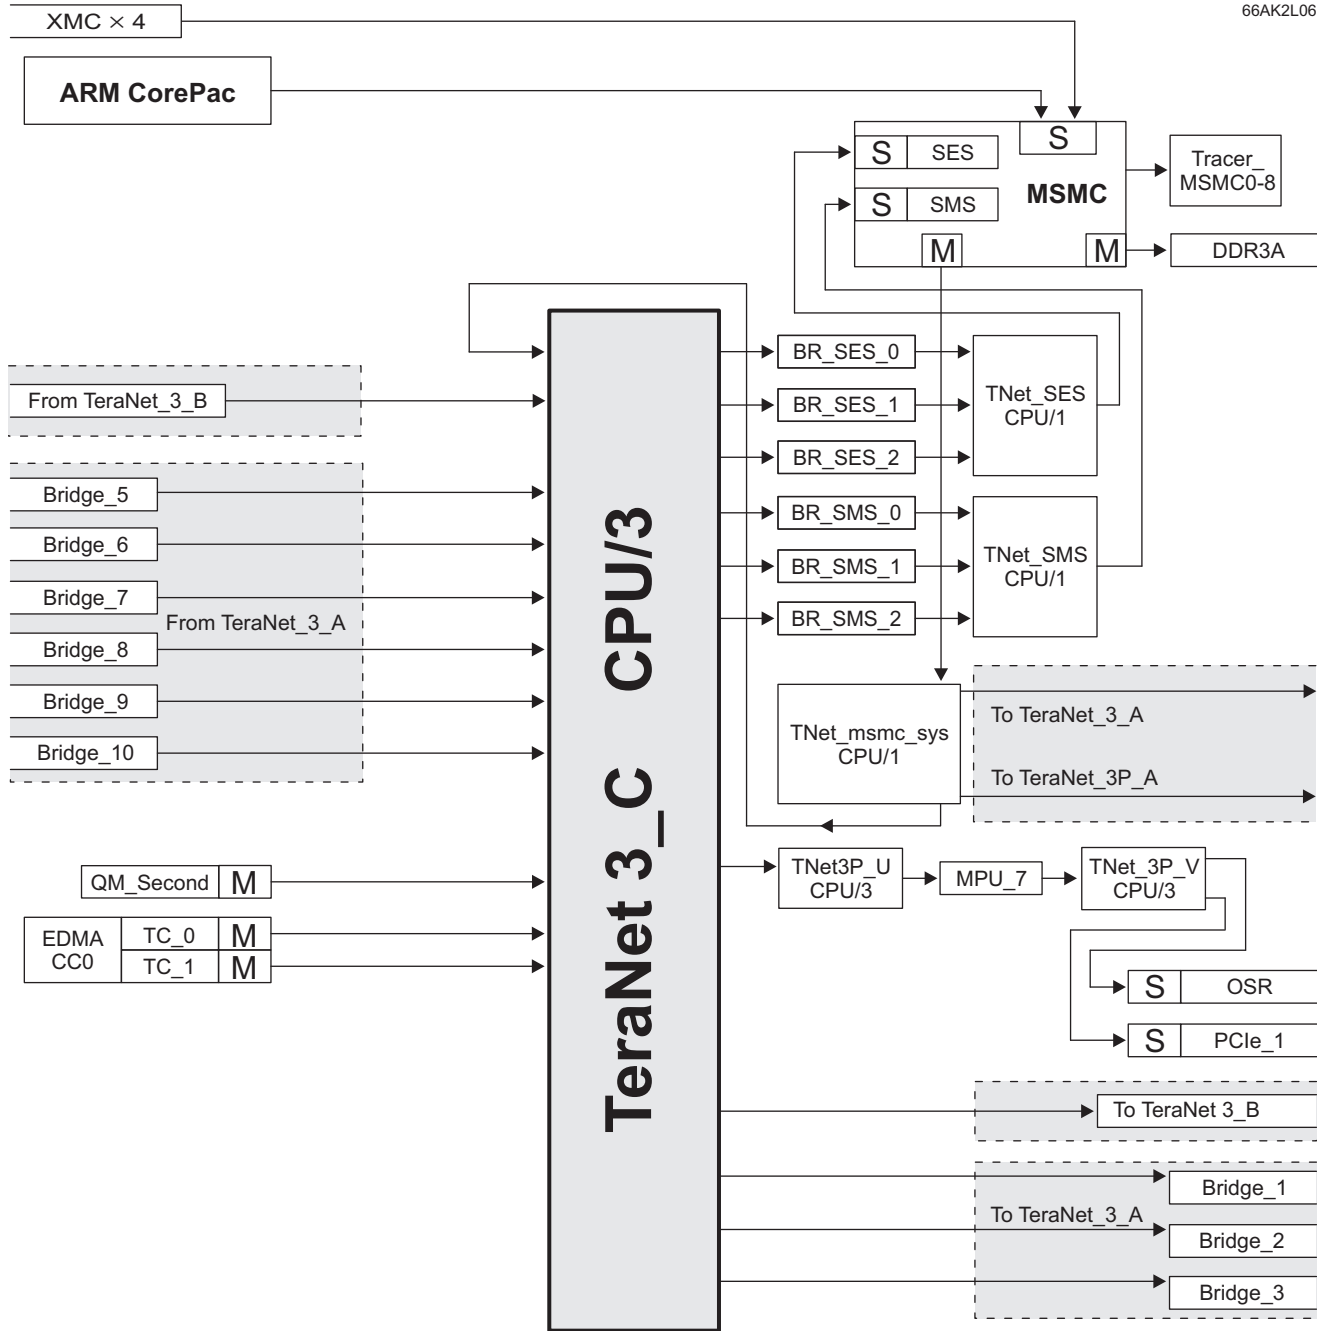 66AK2L06
XMC × 4
ARM CorePac
S
S SES
MSMC
S SMS
M
M
Tracer_
MSMC0-8
DDR3A
From TeraNet_3_B
Bridge_5
Bridge_6
Bridge_7
From TeraNet_3_A
Bridge_8
Bridge_9
Bridge_10
QM_Second M
EDMA
CC0
TC_0 M
TC_1 M
TeraNet 3_C CPU/3
BR_SES_0
BR_SES_1
BR_SES_2
TNet_SES
CPU/1
BR_SMS_0
BR_SMS_1
BR_SMS_2
TNet_SMS
CPU/1
TNet_msmc_sys
CPU/1
To TeraNet_3_A
To TeraNet_3P_A
TNet3P_U
CPU/3
MPU_7
TNet_3P_V
CPU/3
S OSR
S PCIe_1
To TeraNet 3_B
To TeraNet_3_A
Bridge_1
Bridge_2
Bridge_3